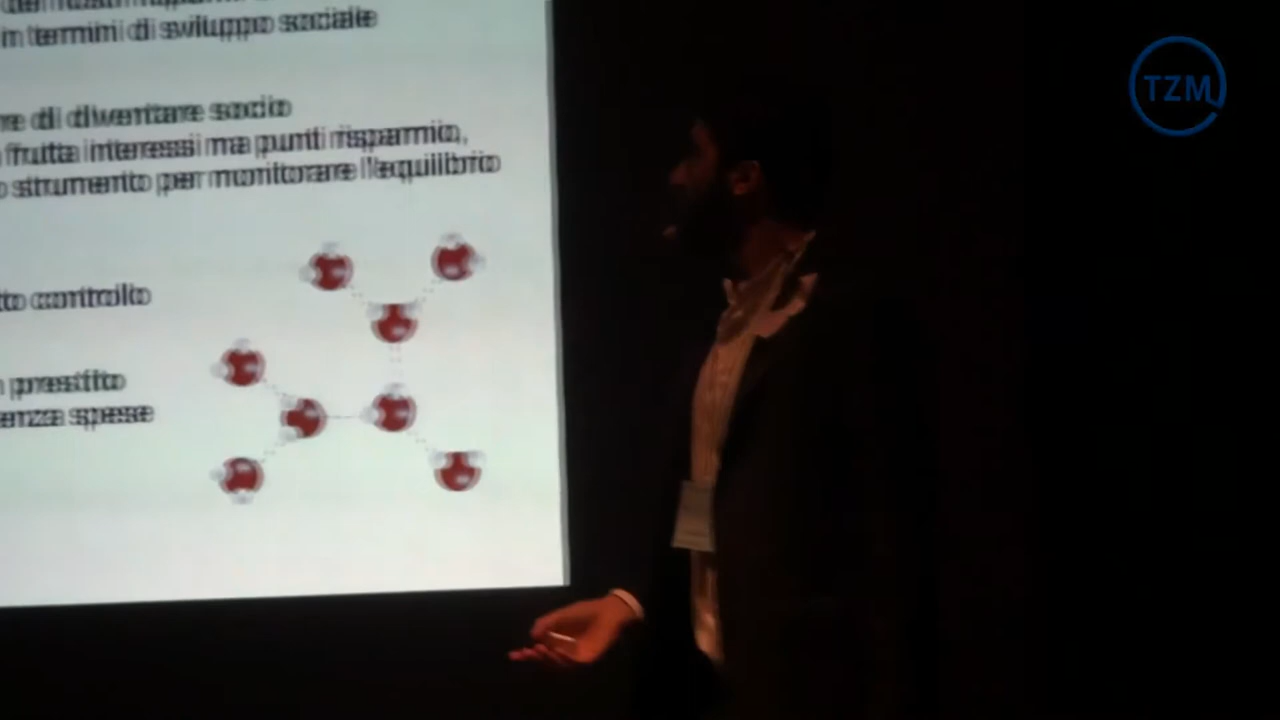 in termini di sviluppo sociale
re di diventare socio
frutta interessi ma punti risparmio,
o strumento per monitorare l'equilibrio
to controllo
prestito
enza spese
TZM